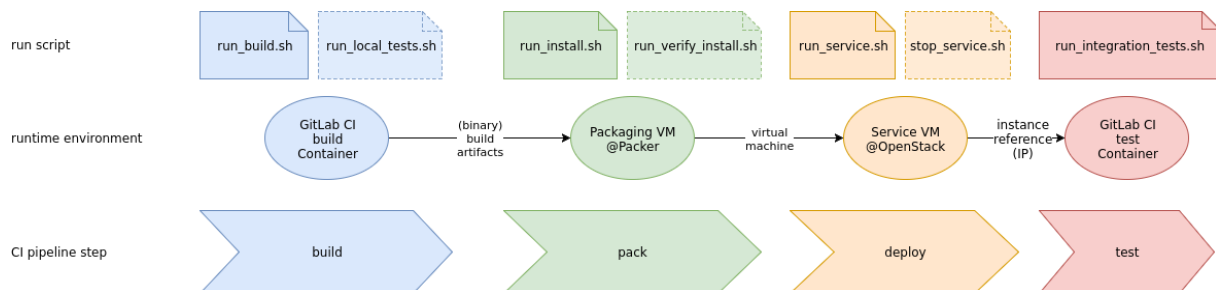 run script
run_build.sh
run_local_tests.sh
run_install.sh
run_verify_install.sh
run_service.sh
stop_service.sh
run_integration_tests.sh
runtime environment
GitLab CI
build
Container
(binary)
build
artifacts
Packaging VM
@Packer
virtual
machine
Service VM
@OpenStack
instance
reference
(IP)
GitLab CI
test
Container
CI pipeline step
build
pack
deploy
test